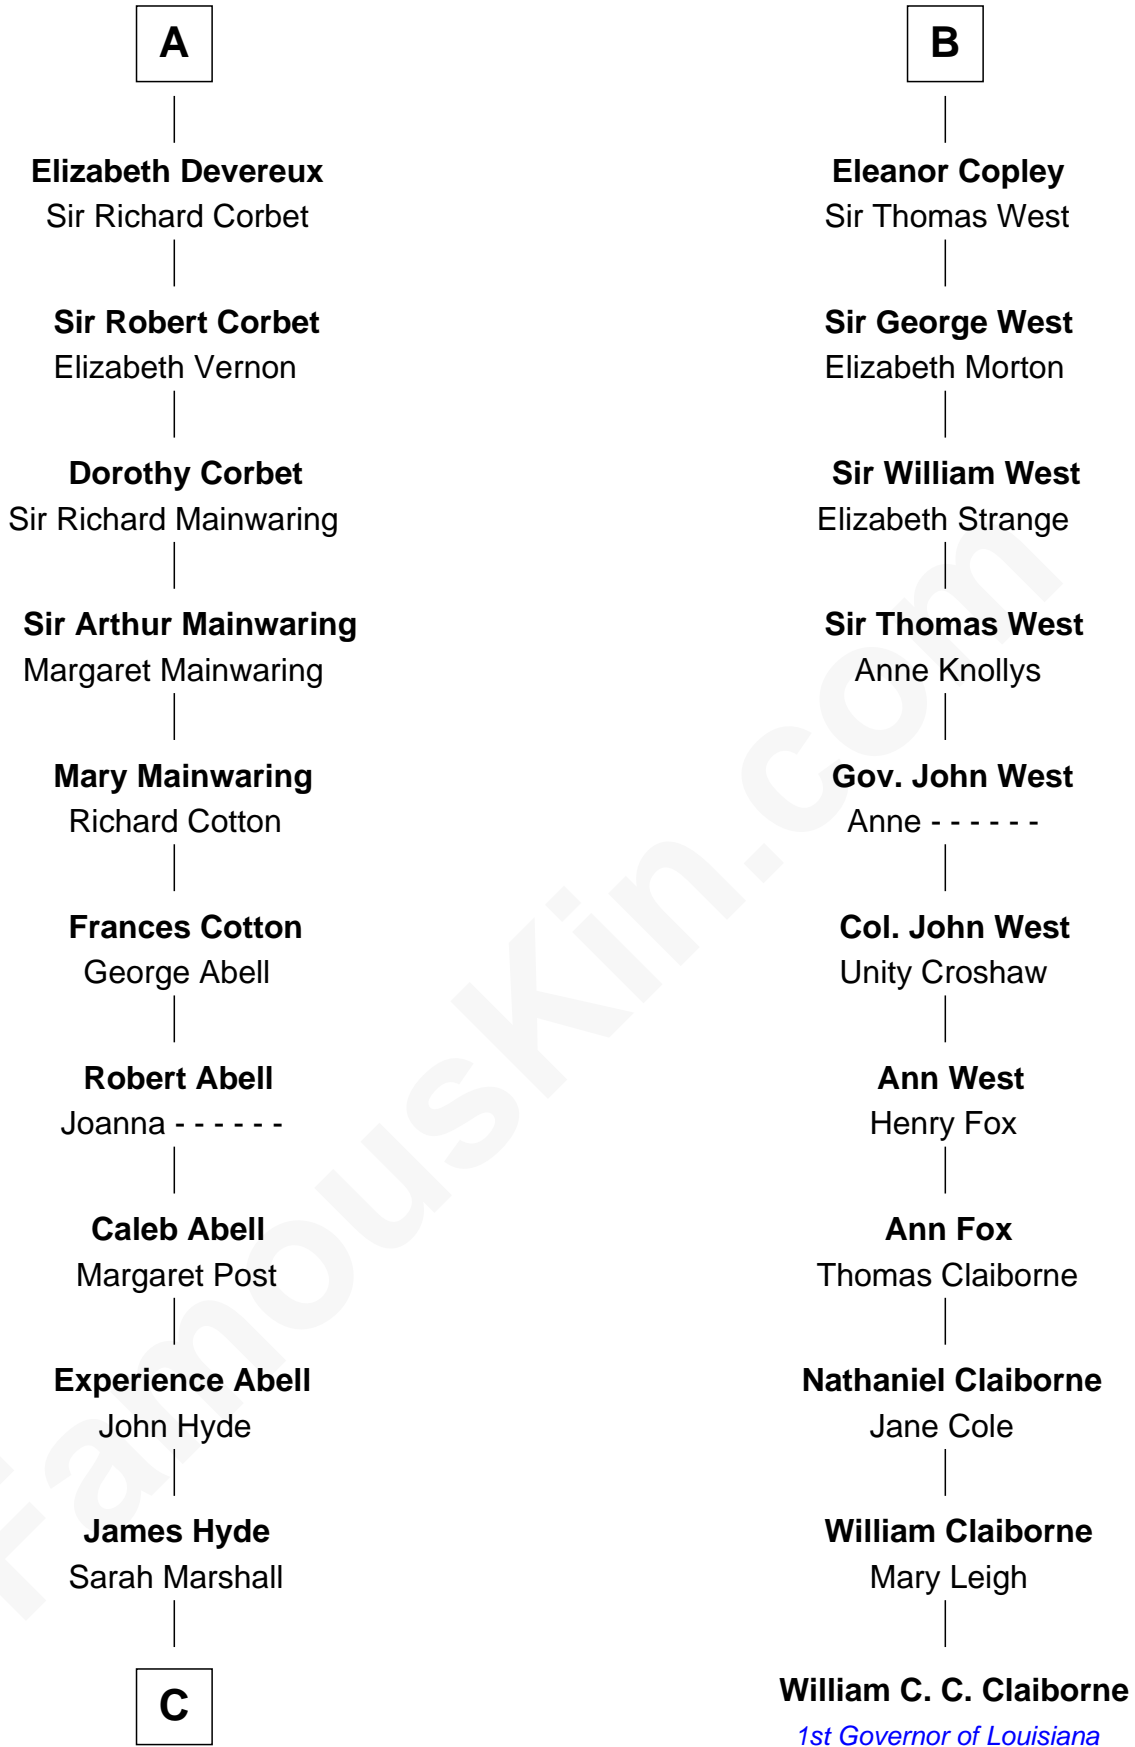 A
Elizabeth Devereux
Sir Richard Corbet
Sir Robert Corbet
Elizabeth Vernon
Dorothy Corbet
Sir Richard Mainwaring
Sir Arthur Mainwaring
Margaret Mainwaring
Mary Mainwaring
Richard Cotton
Frances Cotton
George Abell
Robert Abell
Joanna - - - - - -
Caleb Abell
Margaret Post
Experience Abell
John Hyde
James Hyde
Sarah Marshall
C
B
Eleanor Copley
Sir Thomas West
Sir George West
Elizabeth Morton
Sir William West
Elizabeth Strange
Sir Thomas West
Anne Knollys
Gov. John West
Anne - - - - - -
Col. John West
Unity Croshaw
Ann West
Henry Fox
Ann Fox
Thomas Claiborne
Nathaniel Claiborne
Jane Cole
William Claiborne
Mary Leigh
William C. C. Claiborne
1st Governor of Louisiana
FamousKin.com